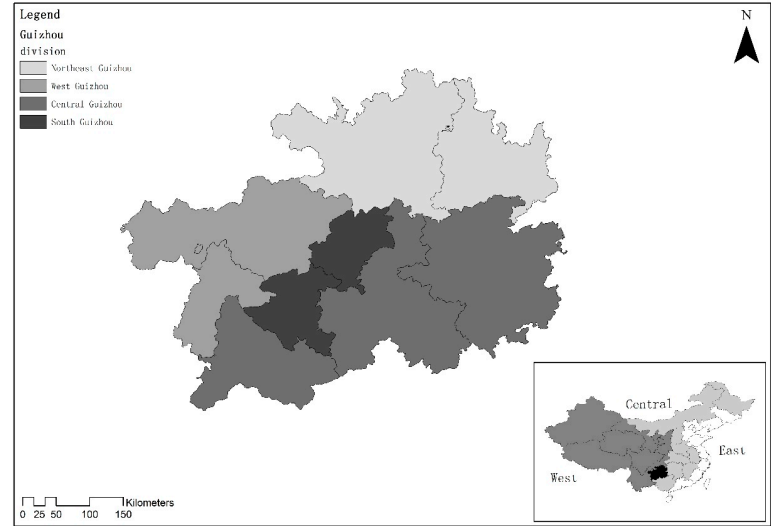 Legend
Guizhou
division
Northeast Guizhou
West Guizhou
Central Guizhou
South Guizhou
N
Central
East
West
Kilometers
0 25 50 100 150